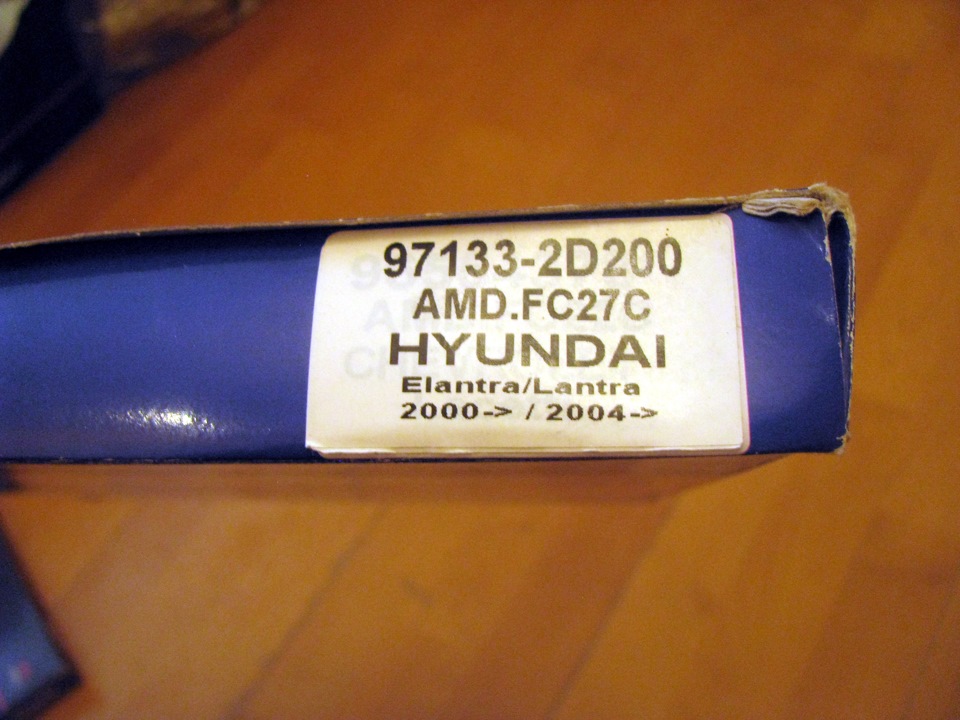 97133-2D200
AMD.FC27C
HYUNDAI
Elantra/Lantra
2000-> / 2004->